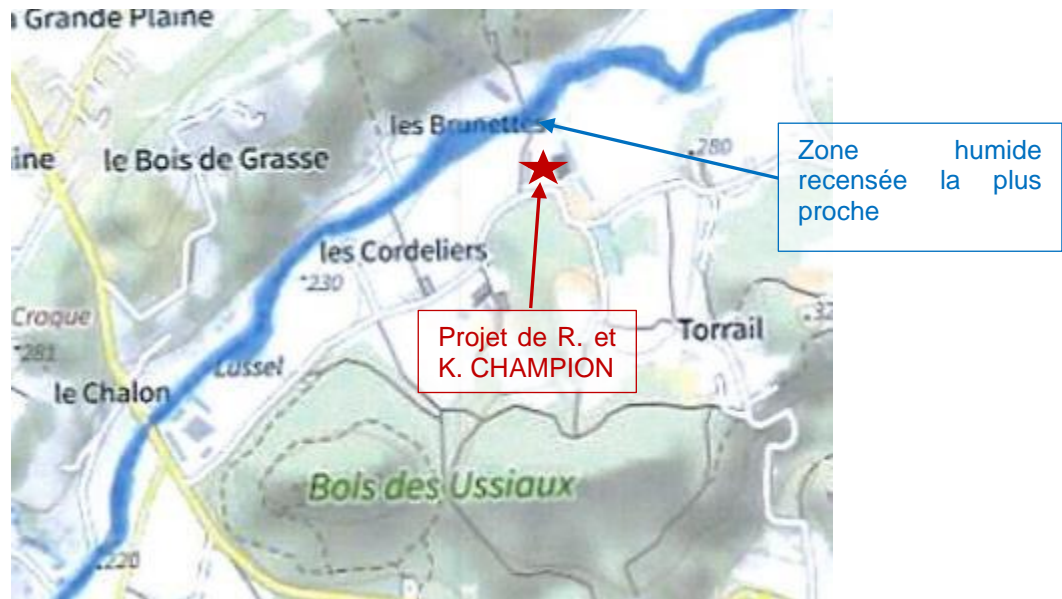 Grande Plaine
les Brunettes
le Bois de Grasse
280
Zone humide
recensée la plus
proche
les Cordeliers
230
Croque
281
Lussel
Projet de R. et
K. CHAMPION
Torrail
le Chalon
Bois des Ussiaux
220